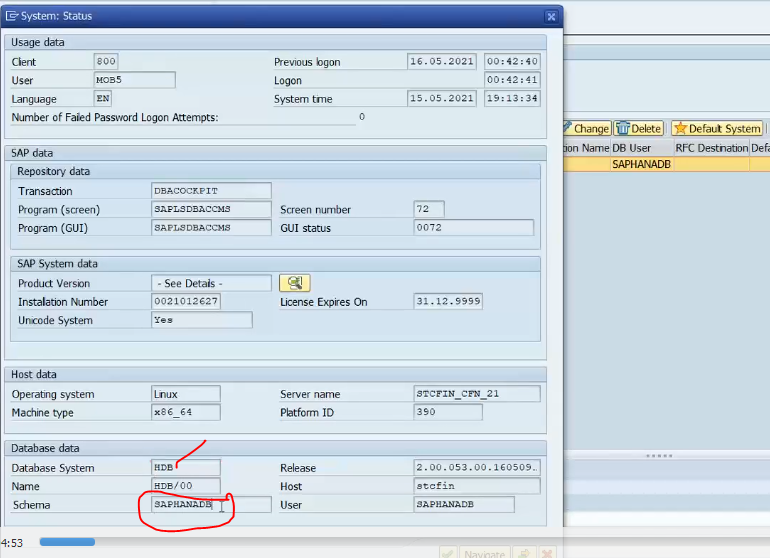 System: Status
Usage data
Client 800 Previous logon 16.05.2021 00:42:40
User MOB5 Logon 00:42:41
Language EN System time 15.05.2021 19:13:34
Number of Failed Password Logon Attempts: 0
Change Delete Default System
ion Name DB User RFC Destination Defa
SAPHANADB
SAP data
Repository data
Transaction DBACOCKPIT
Program (screen) SAPLSDBACCMS Screen number 72
Program (GUI) SAPLSDBACCMS GUI status 0072
SAP System data
Product Version - See Details -
Installation Number 0021012627 License Expires On 31.12.9999
Unicode System Yes
Host data
Operating system Linux Server name STCFIN_CFN_21
Machine type x86_64 Platform ID 390
Database data
Database System HDB Release 2.00.053.00.160509…
Name HDB/00 Host stcfin
Schema SAPHANADB User SAPHANADB
4:53
Navigate